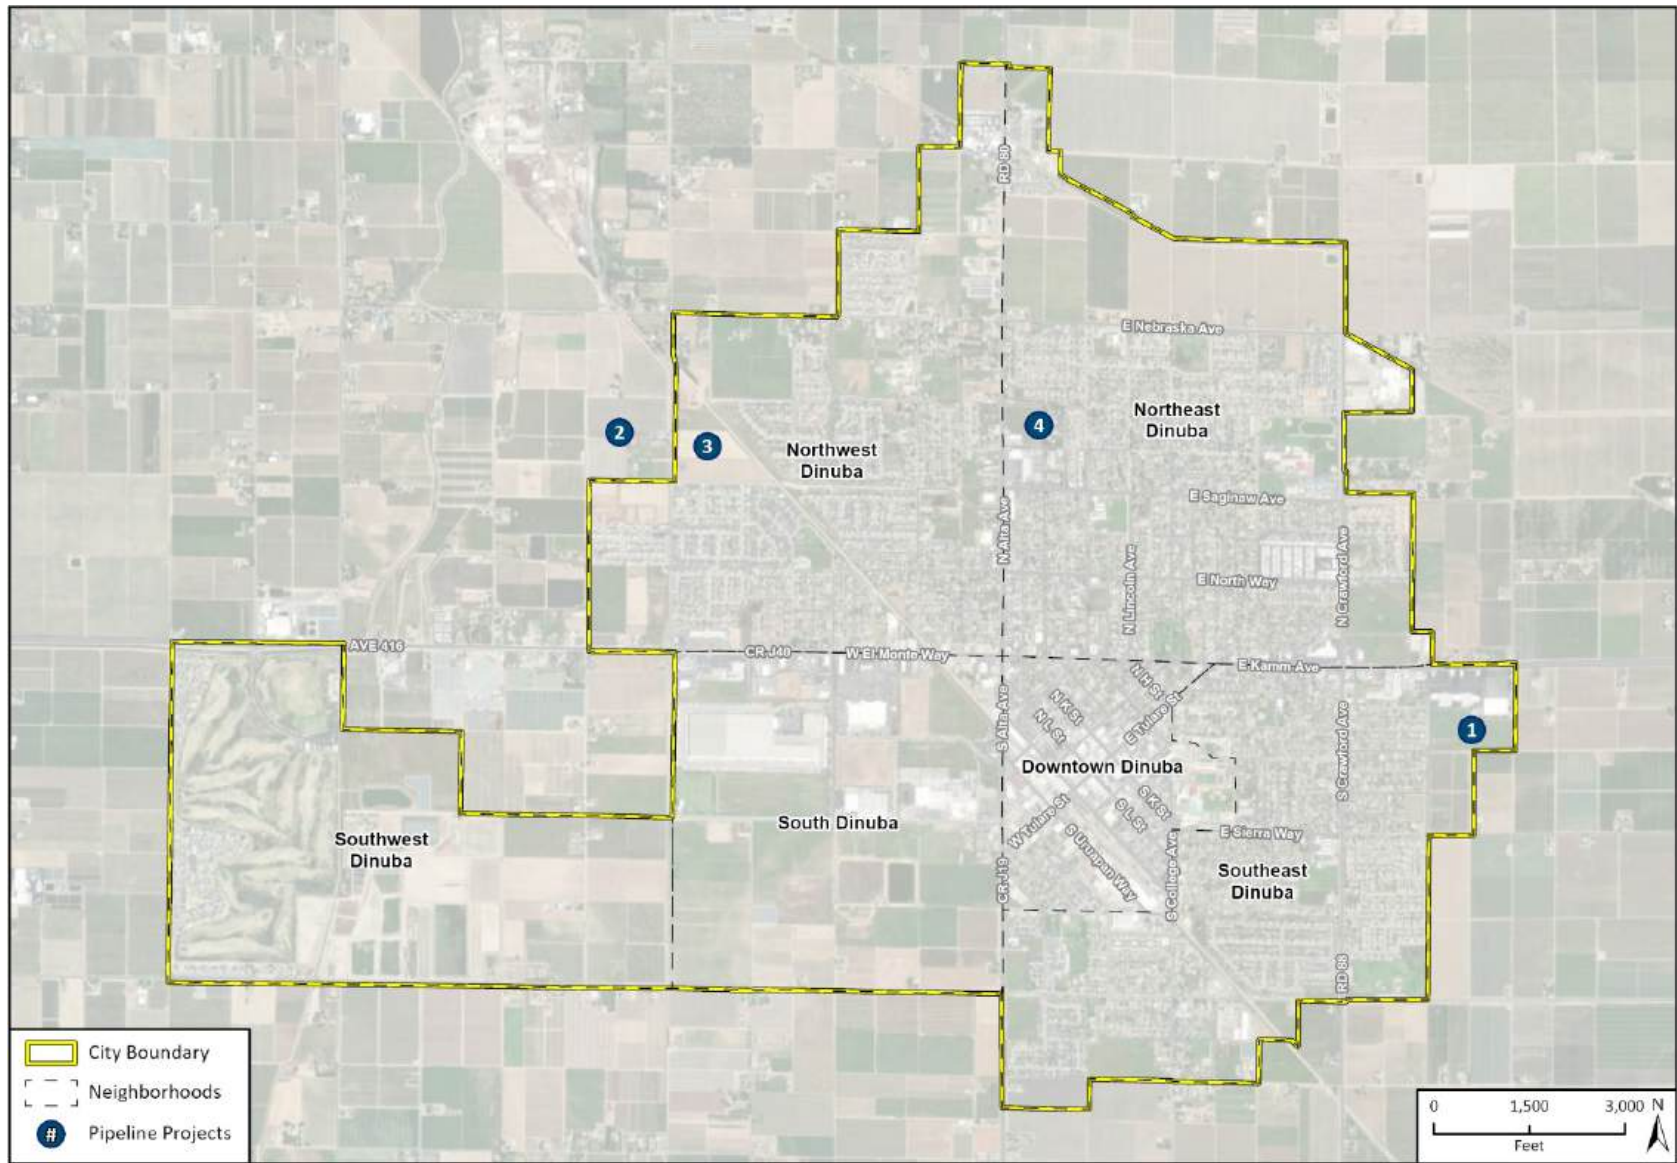 RD 80
E Nebraska Ave
Northeast
Dinuba
4
2
3
Northwest
Dinuba
E Saginaw Ave
N Alta Ave
N Lincoln Ave
N Crawford Ave
E North Way
AVE 416
CR J40
W El Monte Way
E Kamm Ave
N H St
N K St
N L St
E Tulare St
S Alta Ave
S Crawford Ave
1
Downtown Dinuba
S K St
S L St
South Dinuba
W Tulare St
S Uruapan Way
E Sierra Way
Southwest
Dinuba
CR J19
S College Ave
Southeast
Dinuba
RD 88
City Boundary
Neighborhoods
# Pipeline Projects
0 1,500 3,000 N
Feet